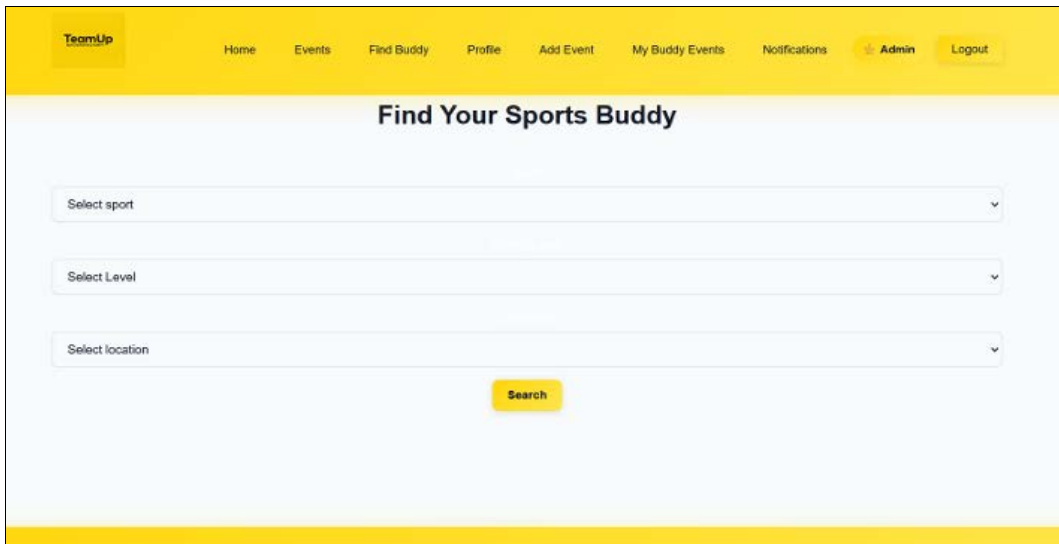 TeamUp
Home Events Find Buddy Profile Add Event My Buddy Events Notifications Admin Logout
Find Your Sports Buddy
Select sport
Select Level
Select location
Search